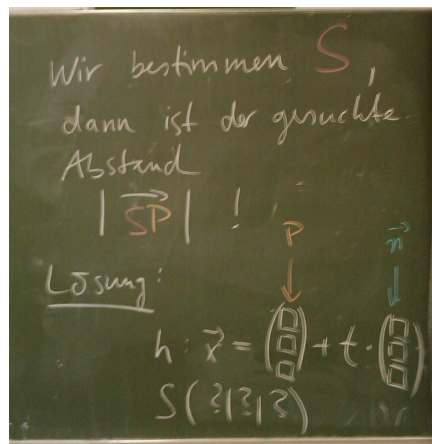 Wir bestimmen S,
dann ist der gesuchte
Abstand
|SP⃗| !
P n⃗
Lösung:
h: x⃗ = (□ □ □) + t · (□ □ □)
S(?|?|?)